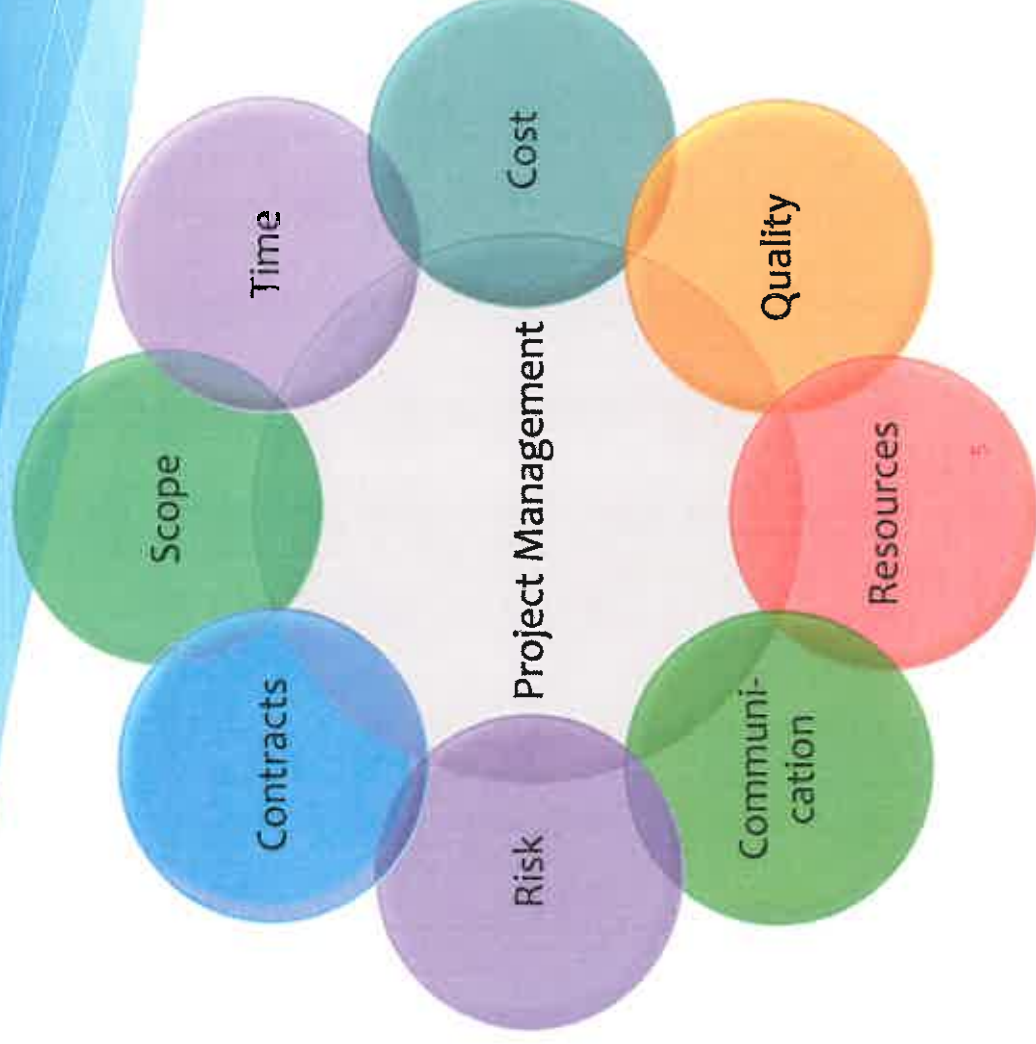 Scope
Time
Cost
Quality
Resources
Communi-
cation
Risk
Contracts
Project Management